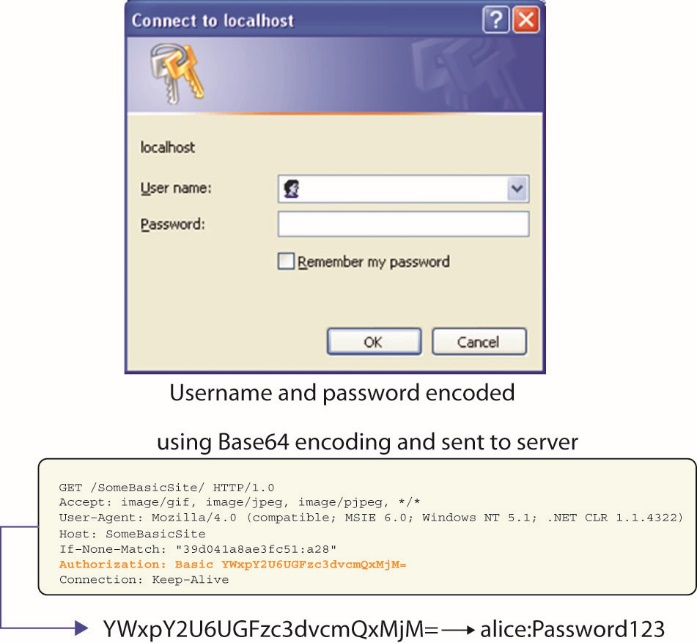 Connect to localhost
localhost
User name:
Password:
Remember my password
OK Cancel
Username and password encoded
using Base64 encoding and sent to server
GET /SomeBasicSite/ HTTP/1.0
Accept: image/gif, image/jpeg, image/pjpeg, */*
User-Agent: Mozilla/4.0 (compatible; MSIE 6.0; Windows NT 5.1; .NET CLR 1.1.4322)
Host: SomeBasicSite
If-None-Match: "39d041a8ae3fc51:a28"
Authorization: Basic YWxpY2U6UGFzc3dvcmQxMjM=
Connection: Keep-Alive
YWxpY2U6UGFzc3dvcmQxMjM= → alice:Password123